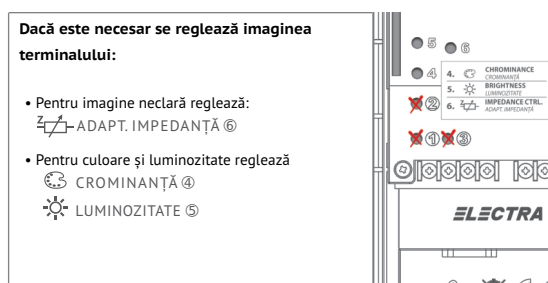 Dacă este necesar se reglează imaginea
terminalului:
• Pentru imagine neclară reglează:
Z ADAPT. IMPEDANȚĂ ⑥
• Pentru culoare și luminozitate reglează
CROMINANȚĂ ④
LUMINOZITATE ⑤
⑤ ⑥
④
② 
① ③
4. CHROMINANCE
CROMINANȚĂ
5. BRIGHTNESS
LUMINOZITATE
6. Z IMPEDANCE CTRL.
ADAPT. IMPEDANȚĂ
ELECTRA